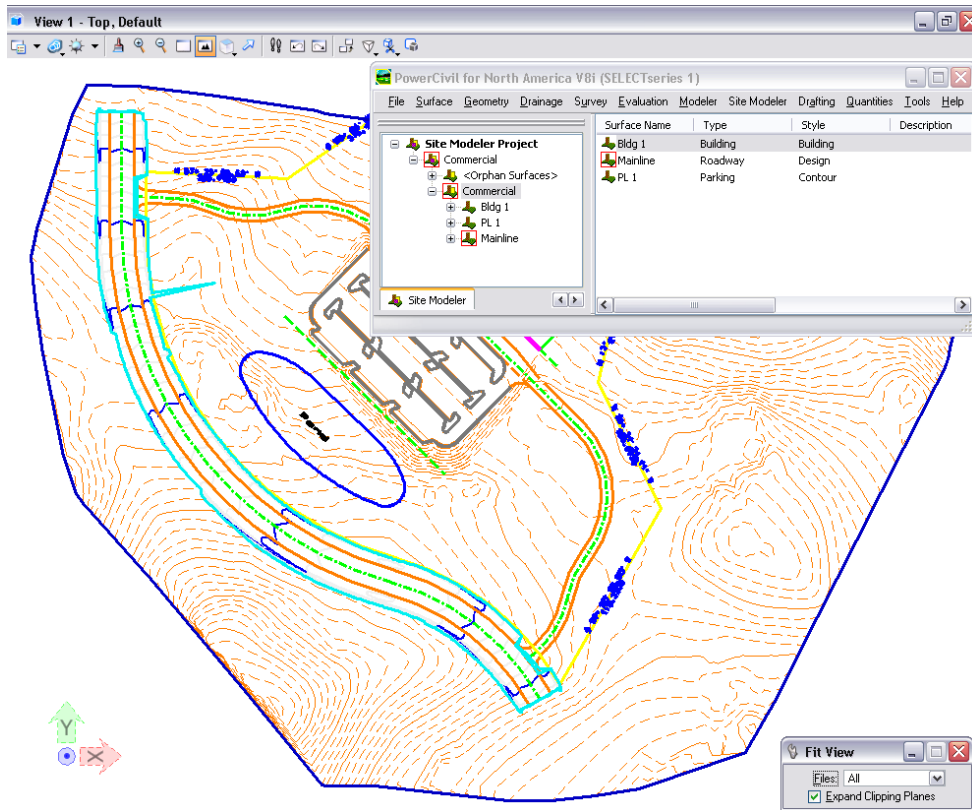 View 1 - Top, Default
PowerCivil for North America V8i (SELECTseries 1)
File Surface Geometry Drainage Survey Evaluation Modeler Site Modeler Drafting Quantities Tools Help
Site Modeler Project
Commercial
<Orphan Surfaces>
Commercial
Bldg 1
PL 1
Mainline
Site Modeler
Surface Name Type Style Description
Bldg 1 Building Building
Mainline Roadway Design
PL 1 Parking Contour
Y
X
Fit View
Files: All
Expand Clipping Planes